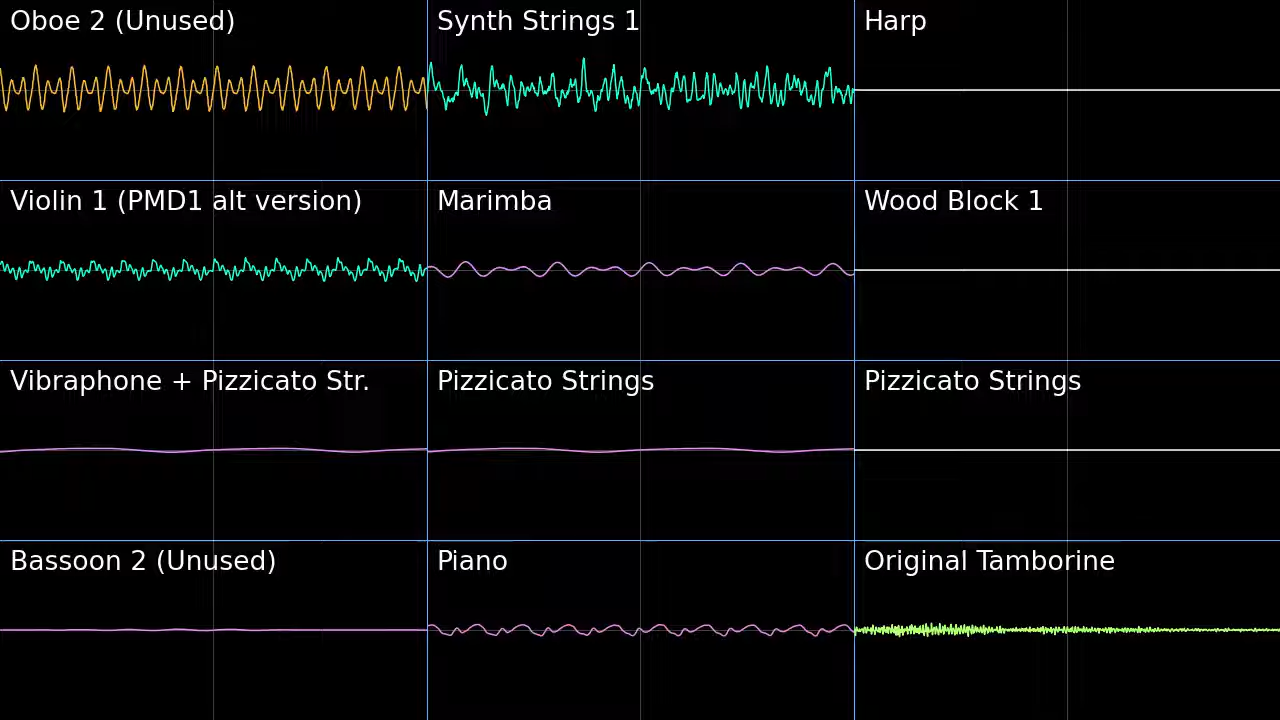 Oboe 2 (Unused)
Synth Strings 1
Harp
Violin 1 (PMD1 alt version)
Marimba
Wood Block 1
Vibraphone + Pizzicato Str.
Pizzicato Strings
Pizzicato Strings
Bassoon 2 (Unused)
Piano
Original Tamborine